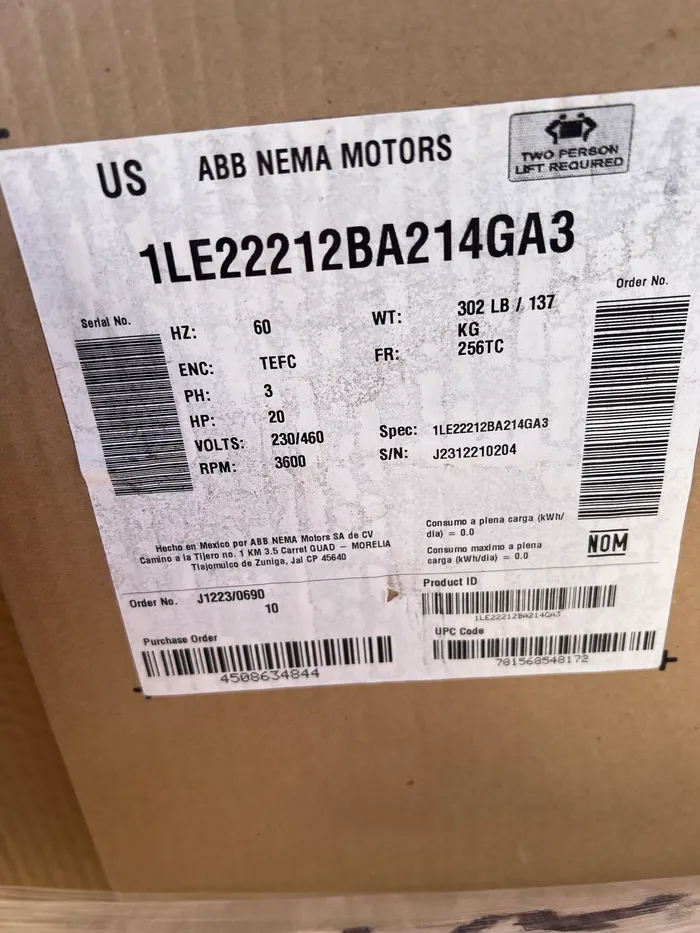 US
ABB NEMA MOTORS
TWO PERSON
LIFT REQUIRED
1LE22212BA214GA3
Serial No.
Order No.
HZ: 60
WT: 302 LB / 137
KG
ENC: TEFC
FR: 256TC
PH: 3
HP: 20
VOLTS: 230/460
RPM: 3600
Spec: 1LE22212BA214GA3
S/N: J2312210204
Hecho en Mexico por ABB NEMA Motors SA de CV
Camino a la Tijero no. 1 KM 3.5 Carret GUAD – MORELIA
Tlajomulco de Zuniga, Jal CP 45640
Consumo a plena carga (kWh/
dia) = 0.0
Consumo maximo a plena
carga (kWh/dia) = 0.0
NOM
Order No. J1223/0690
10
Product ID
1LE22212BA214GA3
Purchase Order
4508634844
UPC Code
781568548172